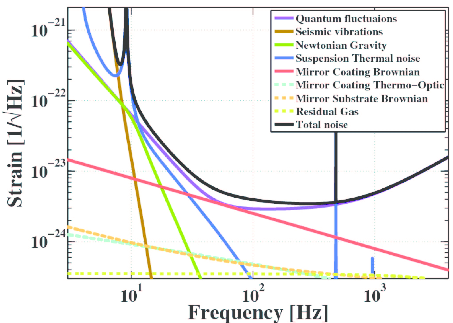 10⁻²¹
10⁻²²
10⁻²³
10⁻²⁴
Strain [1/√Hz]
Quantum fluctuaions
Seismic vibrations
Newtonian Gravity
Suspension Thermal noise
Mirror Coating Brownian
Mirror Coating Thermo-Optic
Mirror Substrate Brownian
Residual Gas
Total noise
10¹ 10² 10³
Frequency [Hz]